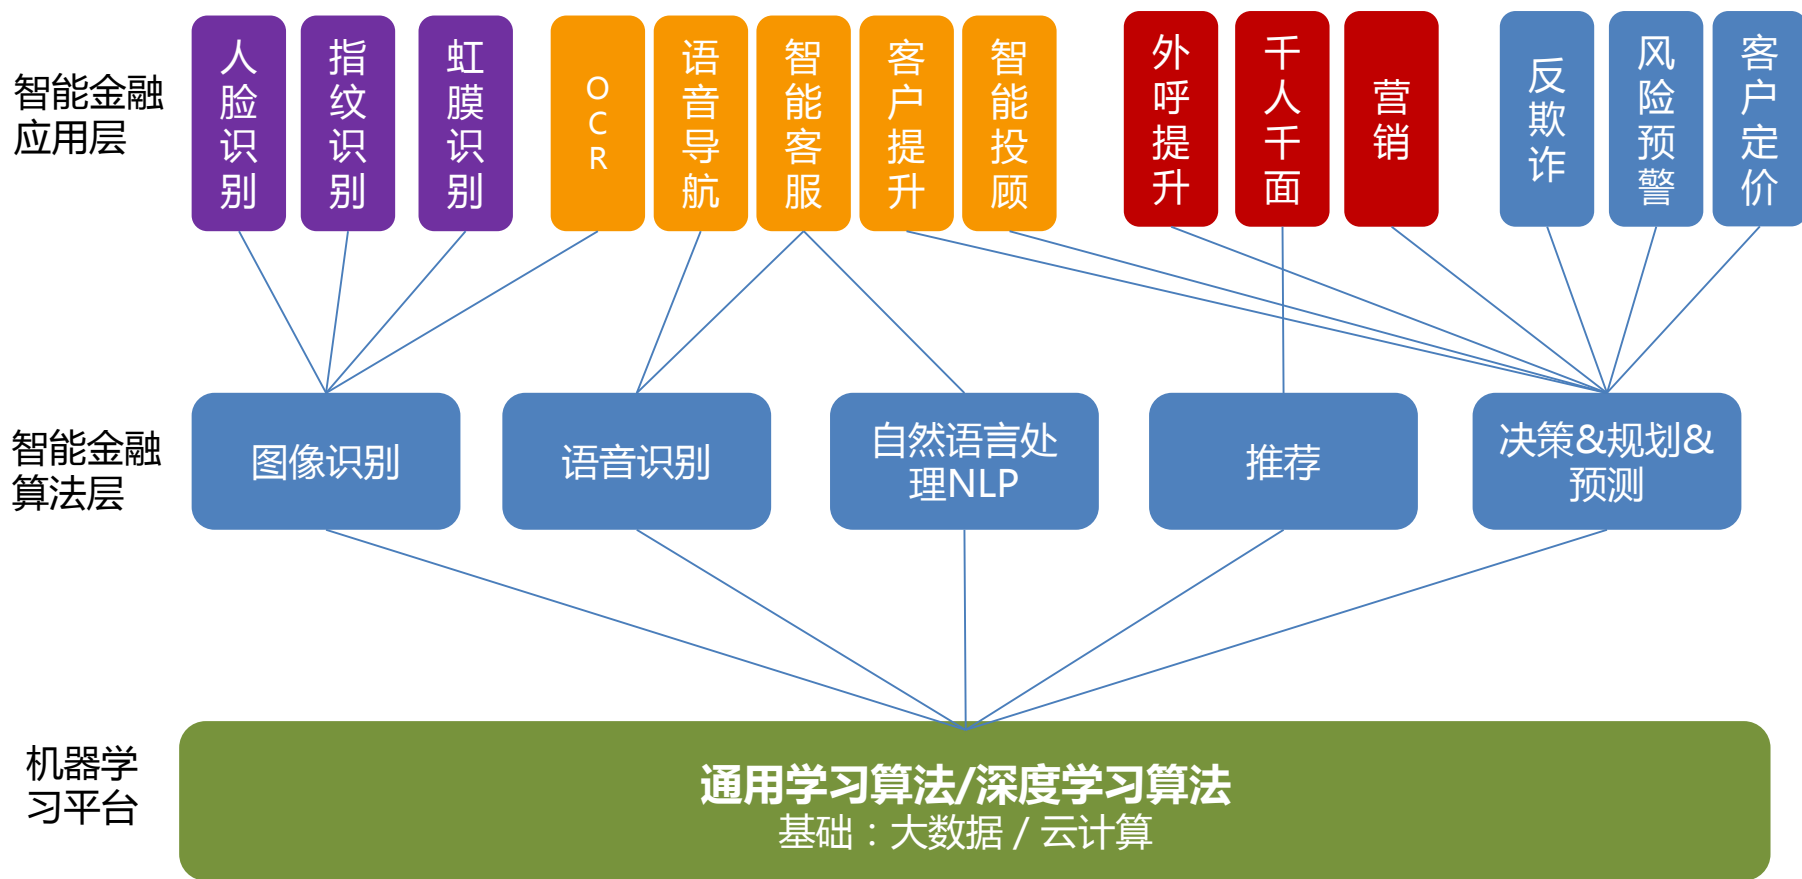 智能金融
应用层
人脸识别
指纹识别
虹膜识别
OCR
语音导航
智能客服
客户提升
智能投顾
外呼提升
千人千面
营销
反欺诈
风险预警
客户定价
智能金融
算法层
图像识别
语音识别
自然语言处
理NLP
推荐
决策&规划&
预测
机器学
习平台
通用学习算法/深度学习算法
基础：大数据 / 云计算